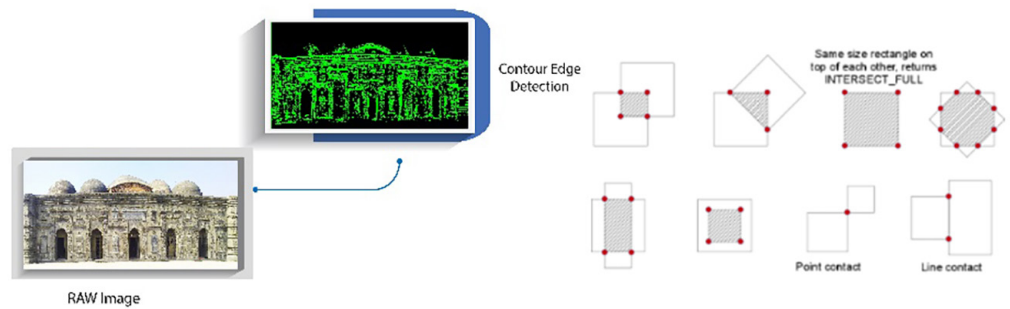 Contour Edge
Detection
RAW Image
Same size rectangle on
top of each other, returns
INTERSECT_FULL
Point contact
Line contact